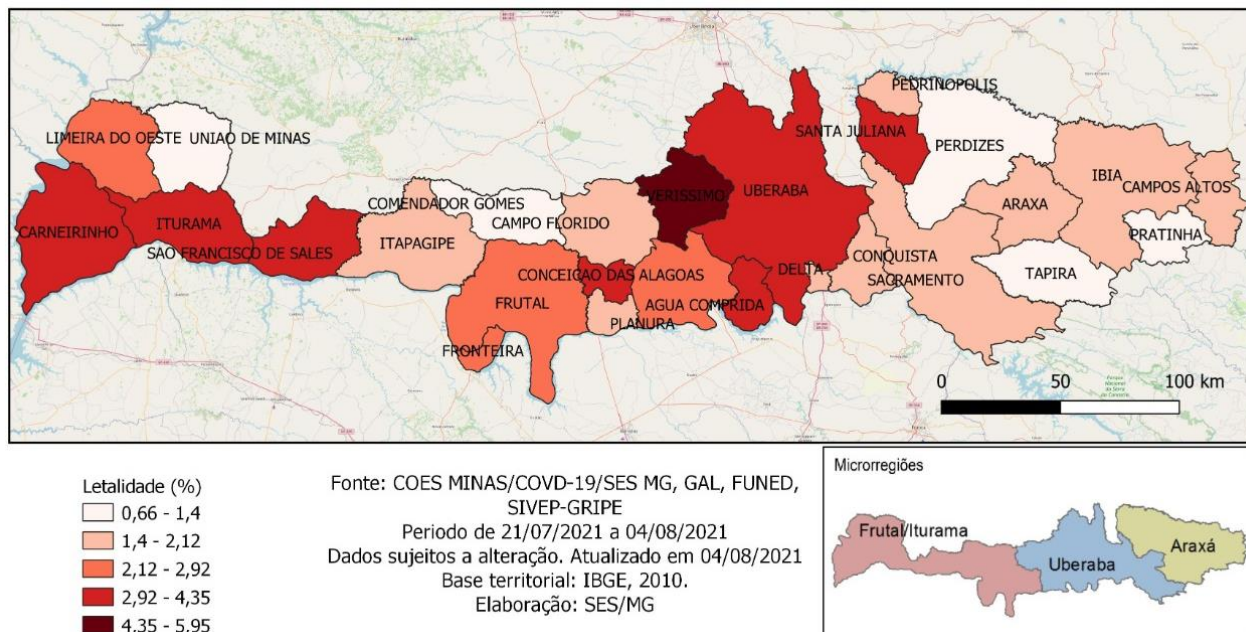 PEDRINOPOLIS
LIMEIRA DO OESTE
UNIAO DE MINAS
SANTA JULIANA
PERDIZES
IBIA
CAMPOS ALTOS
VERISSIMO
UBERABA
COMENDADOR GOMES
ARAXA
CARNEIRINHO
ITURAMA
CAMPO FLORIDO
PRATINHA
SAO FRANCISCO DE SALES
ITAPAGIPE
CONQUISTA
CONCEICAO DAS ALAGOAS
DELTA
SACRAMENTO
TAPIRA
FRUTAL
AGUA COMPRIDA
PLANURA
FRONTEIRA
0 50 100 km
Letalidade (%)
0,66 - 1,4
1,4 - 2,12
2,12 - 2,92
2,92 - 4,35
4,35 - 5,95
Fonte: COES MINAS/COVD-19/SES MG, GAL, FUNED,
SIVEP-GRIPE
Periodo de 21/07/2021 a 04/08/2021
Dados sujeitos a alteração. Atualizado em 04/08/2021
Base territorial: IBGE, 2010.
Elaboração: SES/MG
Microrregiões
Frutal/Iturama
Uberaba
Araxá